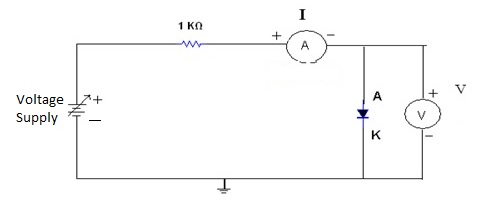 I
1 KΩ
+ A −
Voltage + A + V
Supply − V
K −